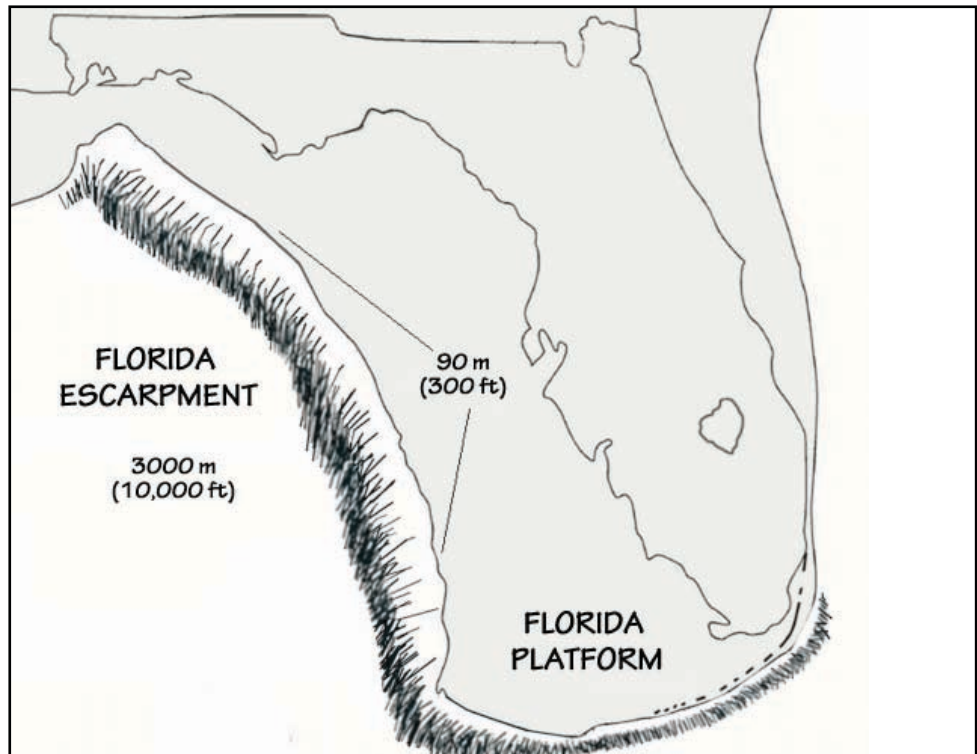 FLORIDA
ESCARPMENT
3000 m
(10,000 ft)
90 m
(300 ft)
FLORIDA
PLATFORM